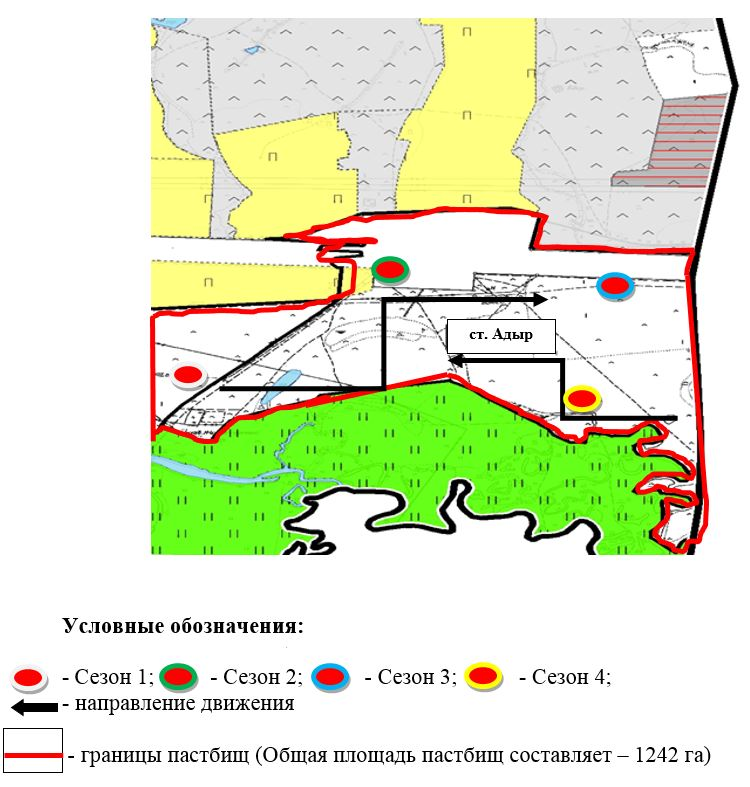 ст. Адыр
Условные обозначения:
- Сезон 1; - Сезон 2; - Сезон 3; - Сезон 4;
- направление движения
- границы пастбищ (Общая площадь пастбищ составляет – 1242 га)